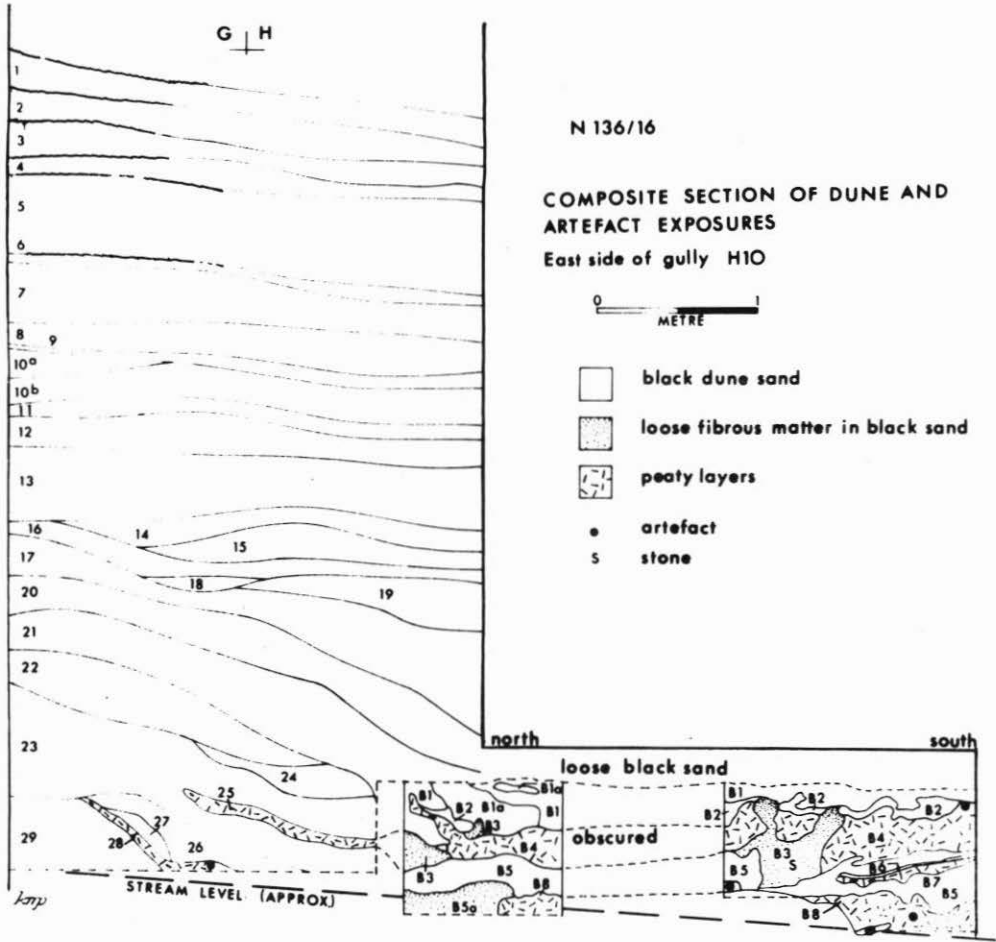 G H
N 136/16
COMPOSITE SECTION OF DUNE AND
ARTEFACT EXPOSURES
East side of gully H10
0 1
METRE
black dune sand
loose fibrous matter in black sand
peaty layers
artefact
S stone
1
2
3
4
5
6
7
8 9
10a
10b
11
12
13
14
15
16
17
18
19
20
21
22
23
24
25
26
27
28
29
north south
loose black sand
B1 B1a B1 B2
B2 B1a B1 B2 B2
B3 B4 obscured B4
B3 S
B3 B5 B5 B6 B7
B8 B5
B5a B8
STREAM LEVEL (APPROX)